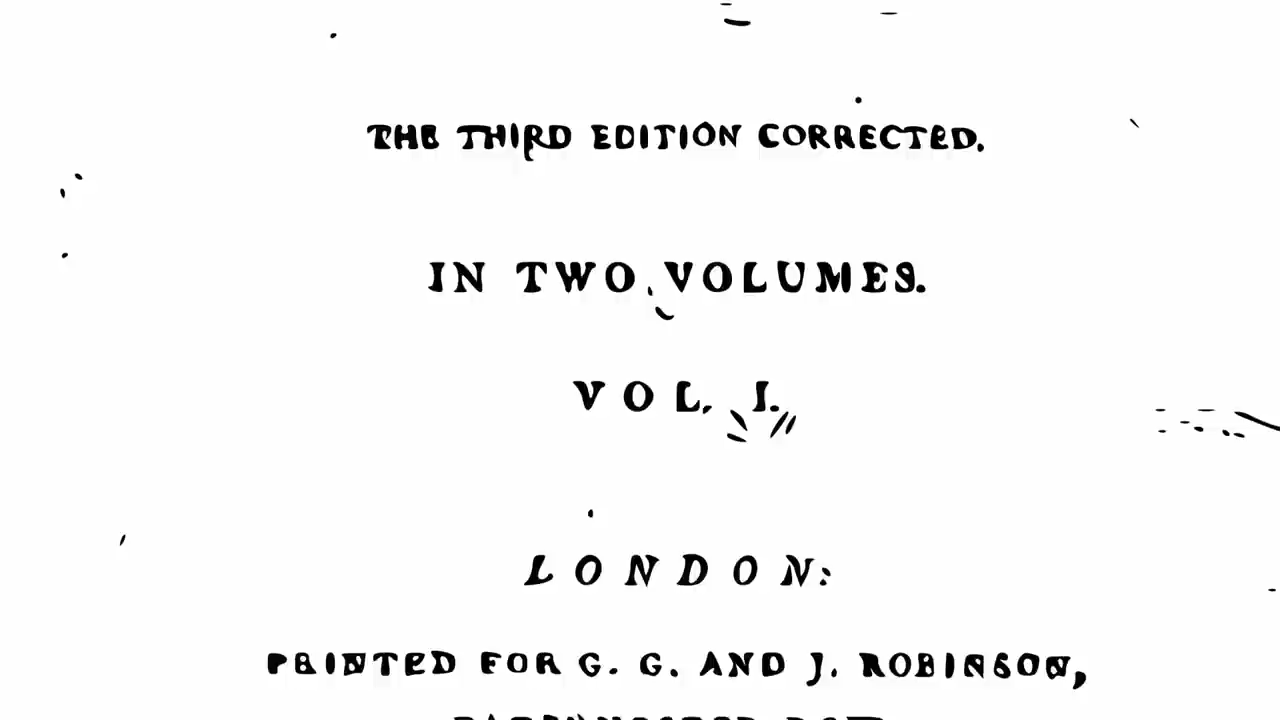 THE THIRD EDITION CORRECTED.
IN TWO VOLUMES.
VOL. I.
LONDON:
PRINTED FOR G. G. AND J. ROBINSON,